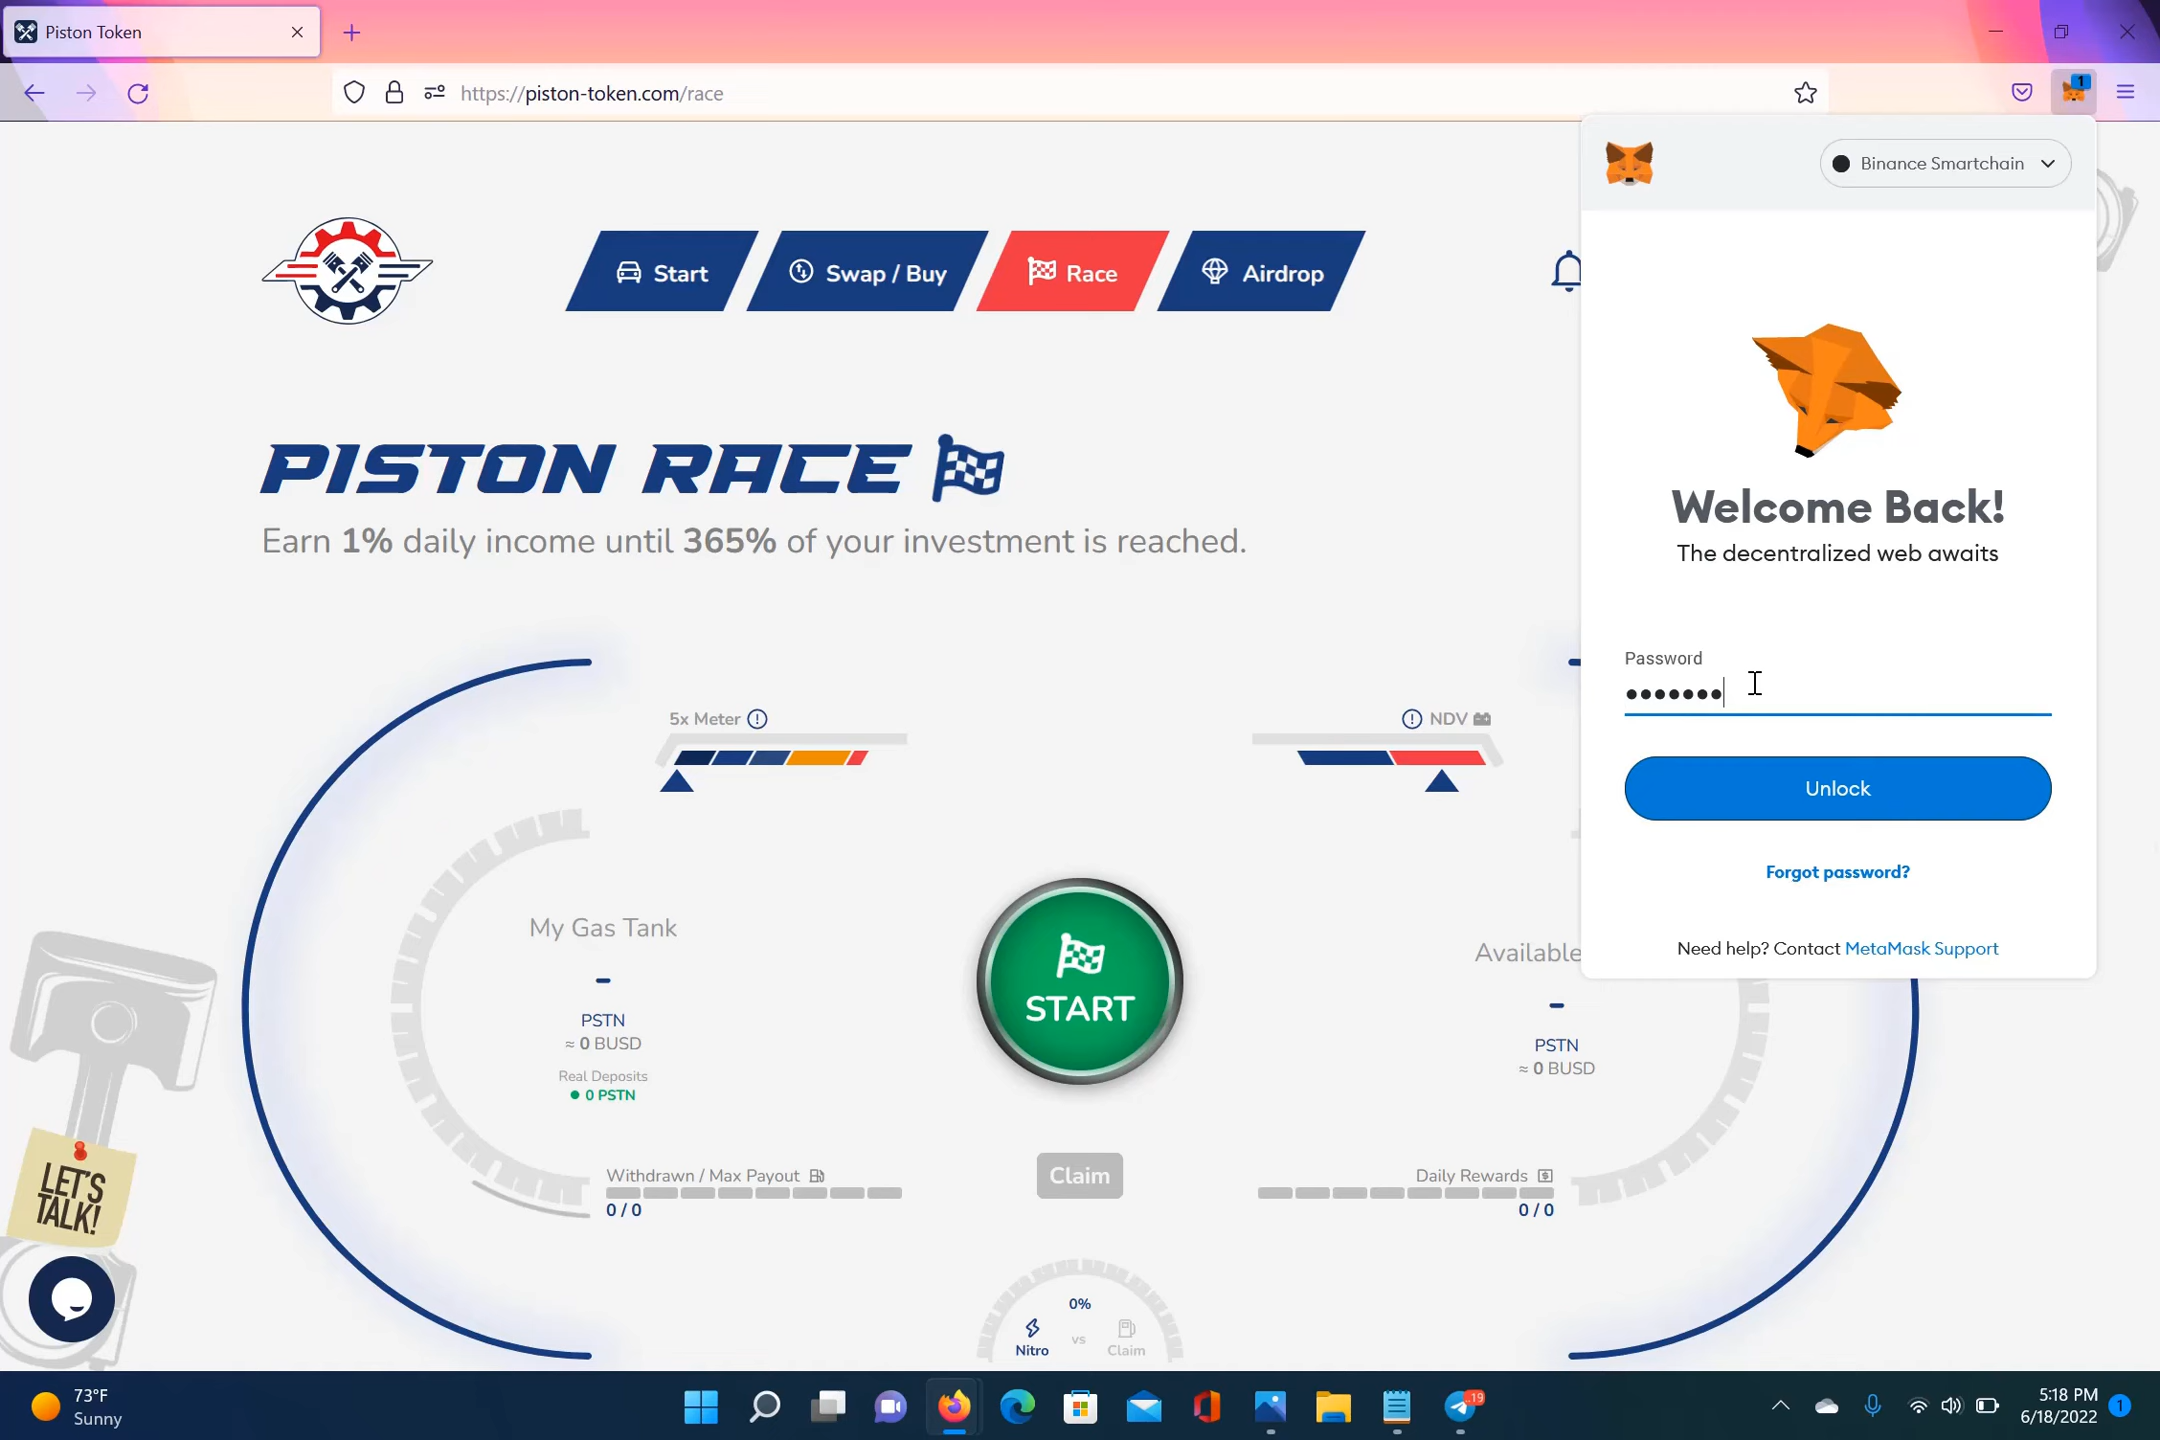 Piston Token
https://piston-token.com/race
1
Binance Smartchain
Start
Swap / Buy
Race
Airdrop
PISTON RACE
Earn 1% daily income until 365% of your investment is reached.
Welcome Back!
The decentralized web awaits
Password
•••••••
Unlock
Forgot password?
Need help? Contact MetaMask Support
5x Meter
NDV
My Gas Tank
-
PSTN
≈ 0 BUSD
Real Deposits
0 PSTN
START
Available
-
PSTN
≈ 0 BUSD
Withdrawn / Max Payout
0 / 0
Claim
Daily Rewards
0 / 0
0%
Nitro
vs
Claim
LET'S
TALK!
73°F
Sunny
19
5:18 PM
6/18/2022
1